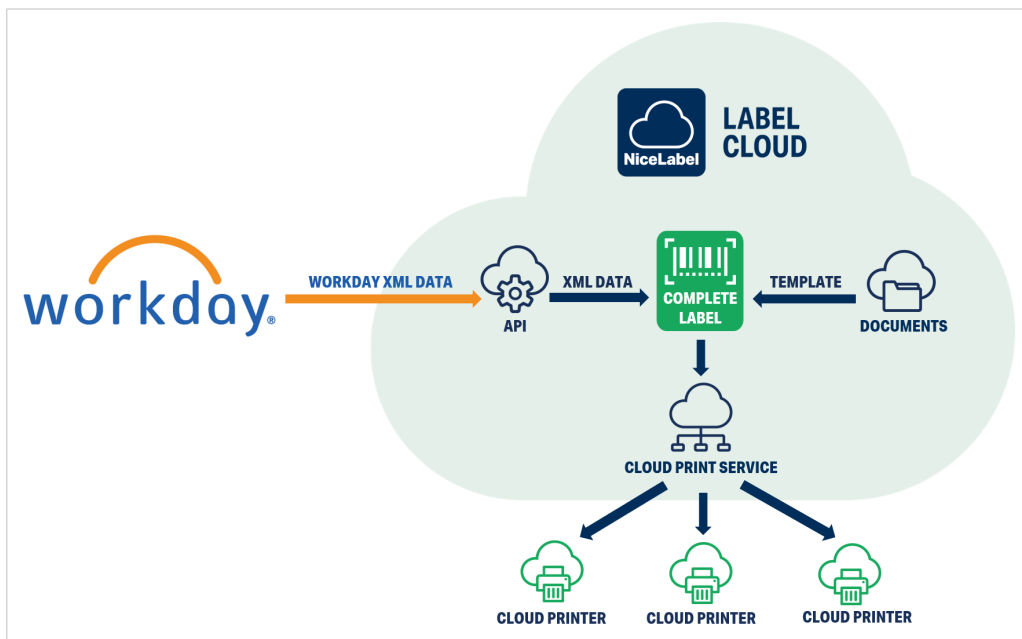 NiceLabel
LABEL
CLOUD
workday®
WORKDAY XML DATA
API
XML DATA
COMPLETE
LABEL
TEMPLATE
DOCUMENTS
CLOUD PRINT SERVICE
CLOUD PRINTER
CLOUD PRINTER
CLOUD PRINTER